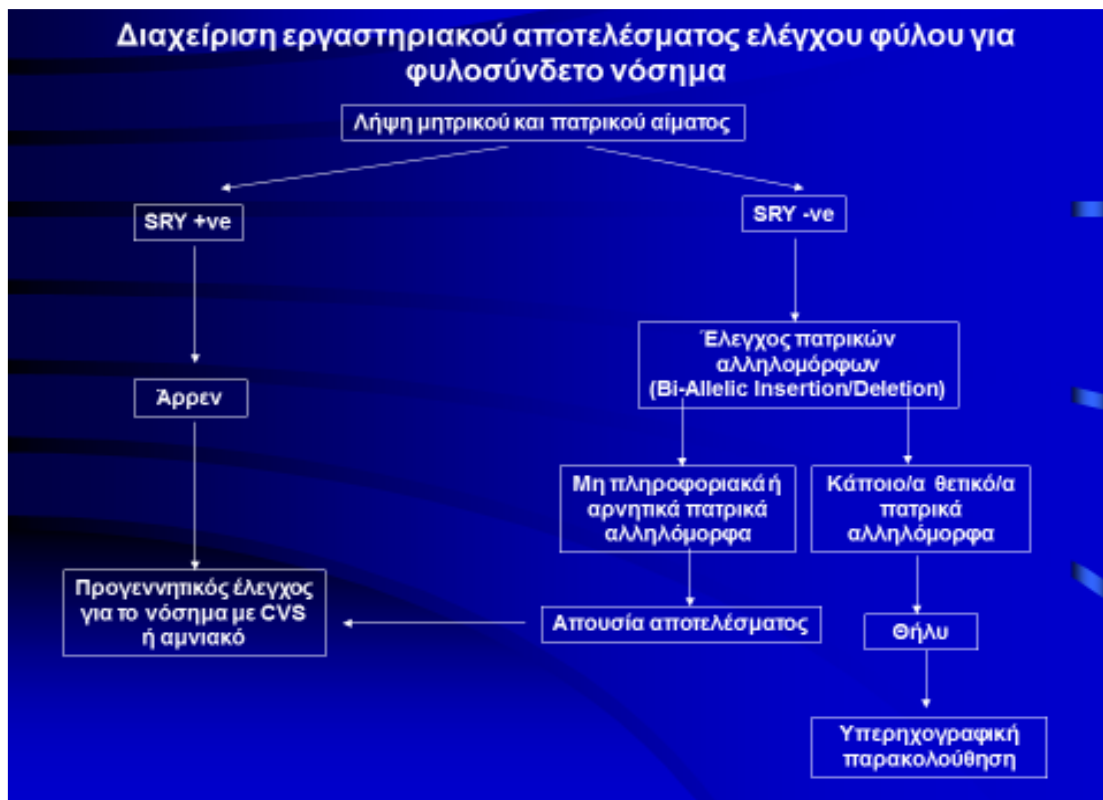 Διαχείριση εργαστηριακού αποτελέσματος ελέγχου φύλου για
φυλοσύνδετο νόσημα
Λήψη μητρικού και πατρικού αίματος
SRY +ve
SRY -ve
Έλεγχος πατρικών
αλληλομόρφων
(Bi-Allelic Insertion/Deletion)
Άρρεν
Μη πληροφοριακά ή
αρνητικά πατρικά
αλληλόμορφα
Κάποιο/α θετικό/α
πατρικά
αλληλόμορφα
Προγεννητικός έλεγχος
για το νόσημα με CVS
ή αμνιακό
Απουσία αποτελέσματος
Θήλυ
Υπερηχογραφική
παρακολούθηση